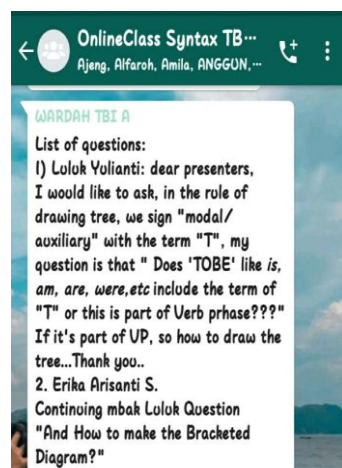 OnlineClass Syntax TB...
Ajeng, Alfaroh, Amila, ANGGUN,...
WARDAH TBI A
List of questions:
1) Luluk Yulianti: dear presenters,
I would like to ask, in the rule of
drawing tree, we sign "modal/
auxiliary" with the term "T", my
question is that " Does 'TOBE' like is,
am, are, were,etc include the term of
"T" or this is part of Verb prhase???"
If it's part of VP, so how to draw the
tree...Thank you..
2. Erika Arisanti S.
Continuing mbak Luluk Question
"And How to make the Bracketed
Diagram?"